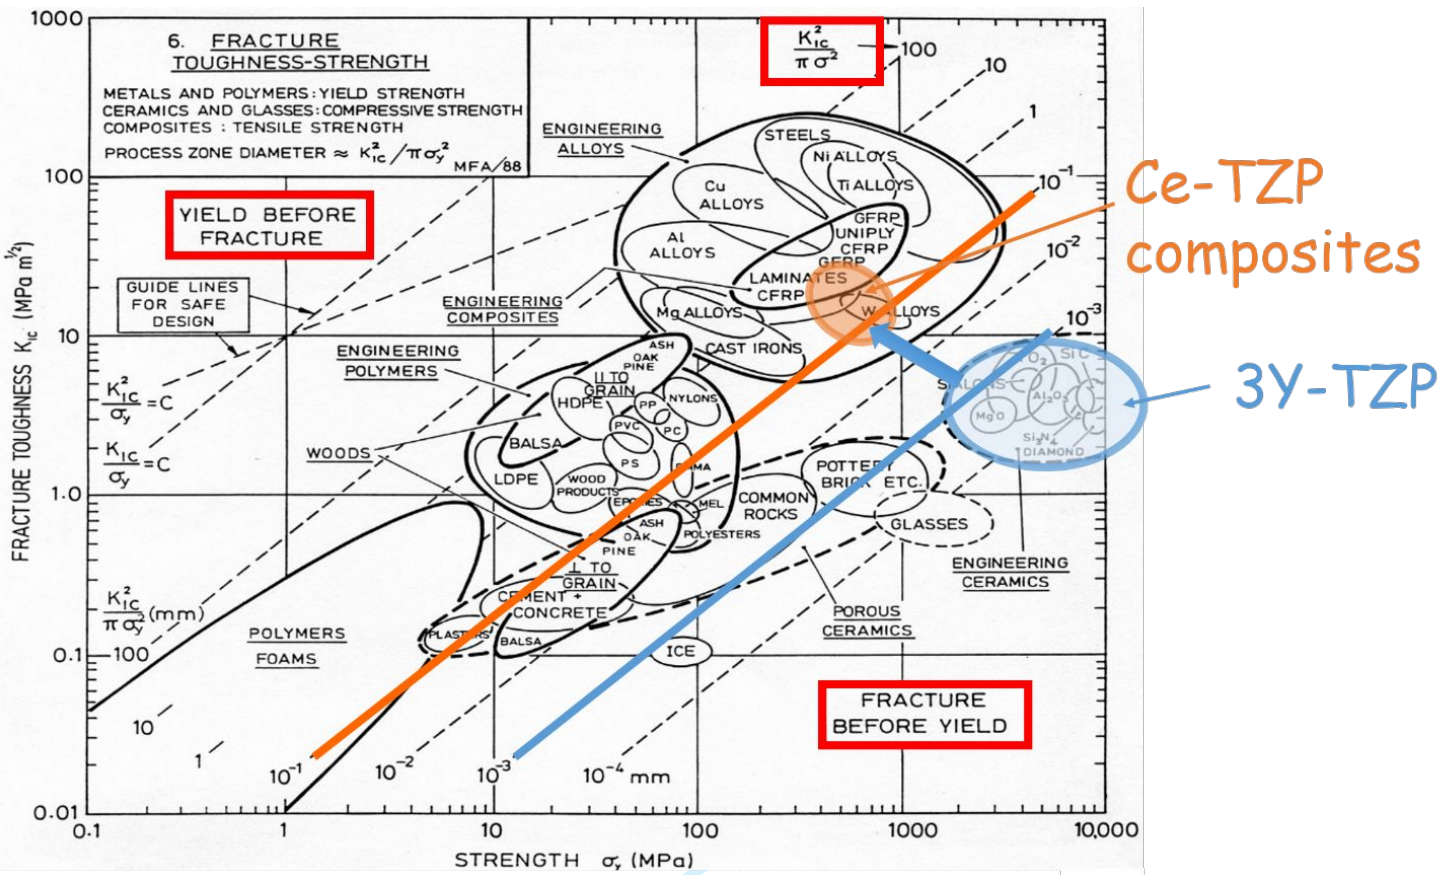 1000
6. FRACTURE
TOUGHNESS-STRENGTH
METALS AND POLYMERS: YIELD STRENGTH
CERAMICS AND GLASSES: COMPRESSIVE STRENGTH
COMPOSITES : TENSILE STRENGTH
PROCESS ZONE DIAMETER ≈ K²IC/πσy²
MFA/88
K²IC
πσ²
100
10
1
10⁻¹
10⁻²
10⁻³
ENGINEERING
ALLOYS
STEELS
Ni ALLOYS
Ti ALLOYS
Cu
ALLOYS
GFRP
UNIPLY
CFRP
GFRP
Al
ALLOYS
LAMINATES
CFRP
Mg ALLOYS
W ALLOYS
CAST IRONS
Ce-TZP
composites
3Y-TZP
100
YIELD BEFORE
FRACTURE
GUIDE LINES
FOR SAFE
DESIGN
ENGINEERING
COMPOSITES
10
ENGINEERING
POLYMERS
ASH
OAK
PINE
II TO
GRAIN
HDPE
PP
NYLONS
PVC
PC
BALSA
PS
WOODS
LDPE
WOOD
PRODUCTS
MEL
POLYESTERS
COMMON
ROCKS
POTTERY
BRICK ETC.
GLASSES
SiC
Al₂O₃
MgO
Si₃N₄
DIAMOND
ENGINEERING
CERAMICS
K²IC
σy
=C
KIC
σy
=C
1.0
ASH
OAK
PINE
⊥ TO
GRAIN
CEMENT +
CONCRETE
PLASTERS
BALSA
POROUS
CERAMICS
ICE
K²IC
πσy²
(mm)
POLYMERS
FOAMS
0.1
100
10
1
10⁻¹
10⁻²
10⁻³
10⁻⁴ mm
FRACTURE
BEFORE YIELD
0.01
0.1
1
10
100
1000
10,000
FRACTURE TOUGHNESS KIC (MPa m^1/2)
STRENGTH σy (MPa)